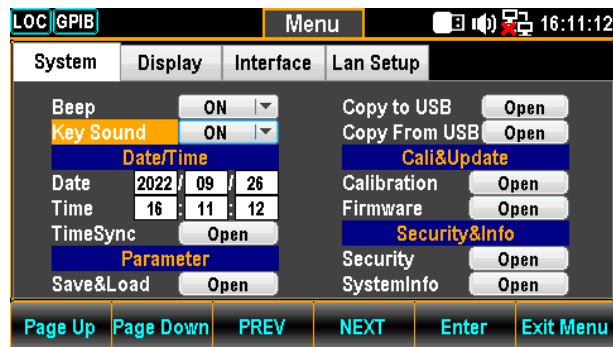 LOC GPIB Menu 16:11:12
System Display Interface Lan Setup
Beep ON Copy to USB Open
Key Sound ON Copy From USB Open
Date/Time Cali&Update
Date 2022 / 09 / 26 Calibration Open
Time 16 : 11 : 12 Firmware Open
TimeSync Open Security&Info
Parameter Security Open
Save&Load Open SystemInfo Open
Page Up Page Down PREV NEXT Enter Exit Menu